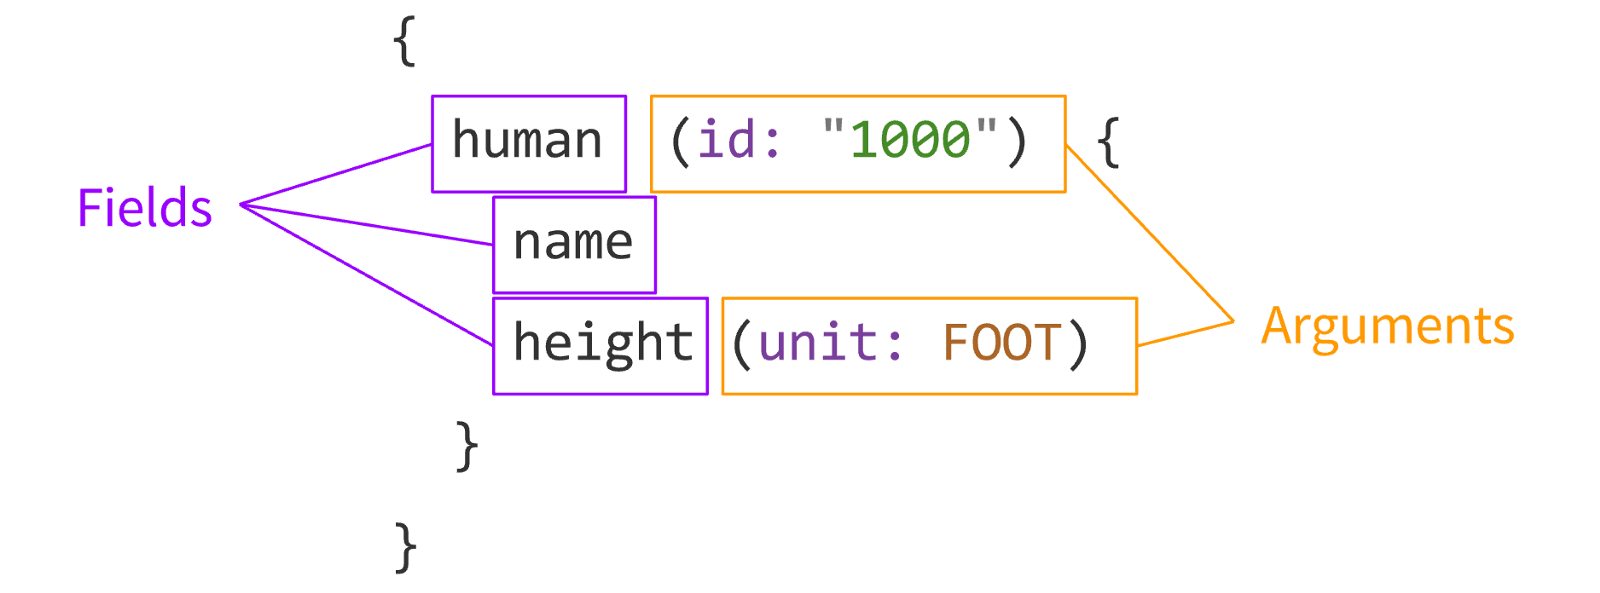 {
human (id: "1000") {
Fields
name
height (unit: FOOT)
Arguments
}
}